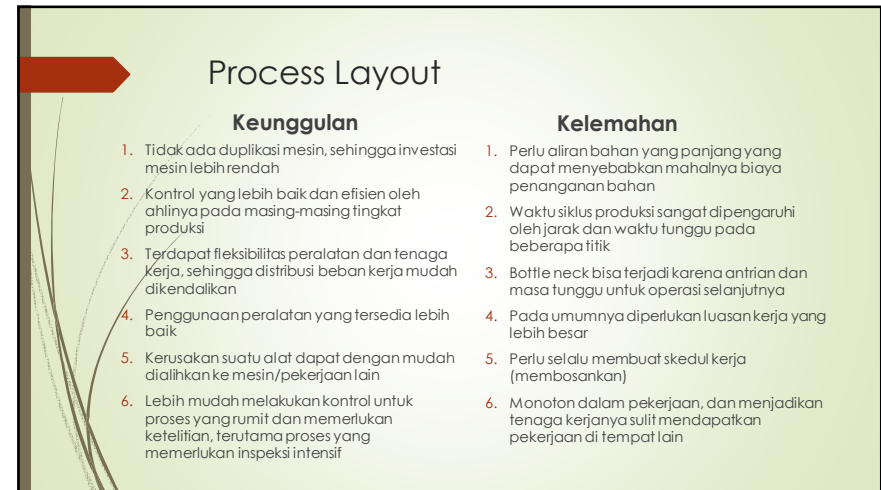 Process Layout
Keunggulan
1. Tidak ada duplikasi mesin, sehingga investasi
mesin lebih rendah
2. Kontrol yang lebih baik dan efisien oleh
ahlinya pada masing-masing tingkat
produksi
3. Terdapat fleksibilitas peralatan dan tenaga
kerja, sehingga distribusi beban kerja mudah
dikendalikan
4. Penggunaan peralatan yang tersedia lebih
baik
5. Kerusakan suatu alat dapat dengan mudah
dialihkan ke mesin/pekerjaan lain
6. Lebih mudah melakukan kontrol untuk
proses yang rumit dan memerlukan
ketelitian, terutama proses yang
memerlukan inspeksi intensif
Kelemahan
1. Perlu aliran bahan yang panjang yang
dapat menyebabkan mahalnya biaya
penanganan bahan
2. Waktu siklus produksi sangat dipengaruhi
oleh jarak dan waktu tunggu pada
beberapa titik
3. Bottle neck bisa terjadi karena antrian dan
masa tunggu untuk operasi selanjutnya
4. Pada umumnya diperlukan luasan kerja yang
lebih besar
5. Perlu selalu membuat skedul kerja
(membosankan)
6. Monoton dalam pekerjaan, dan menjadikan
tenaga kerjanya sulit mendapatkan
pekerjaan di tempat lain